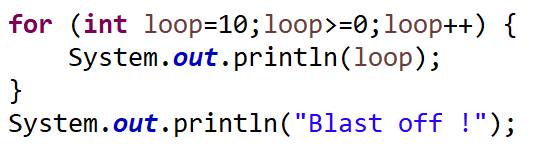 for (int loop=10;loop>=0;loop++) {
    System.out.println(loop);
}
System.out.println("Blast off !");